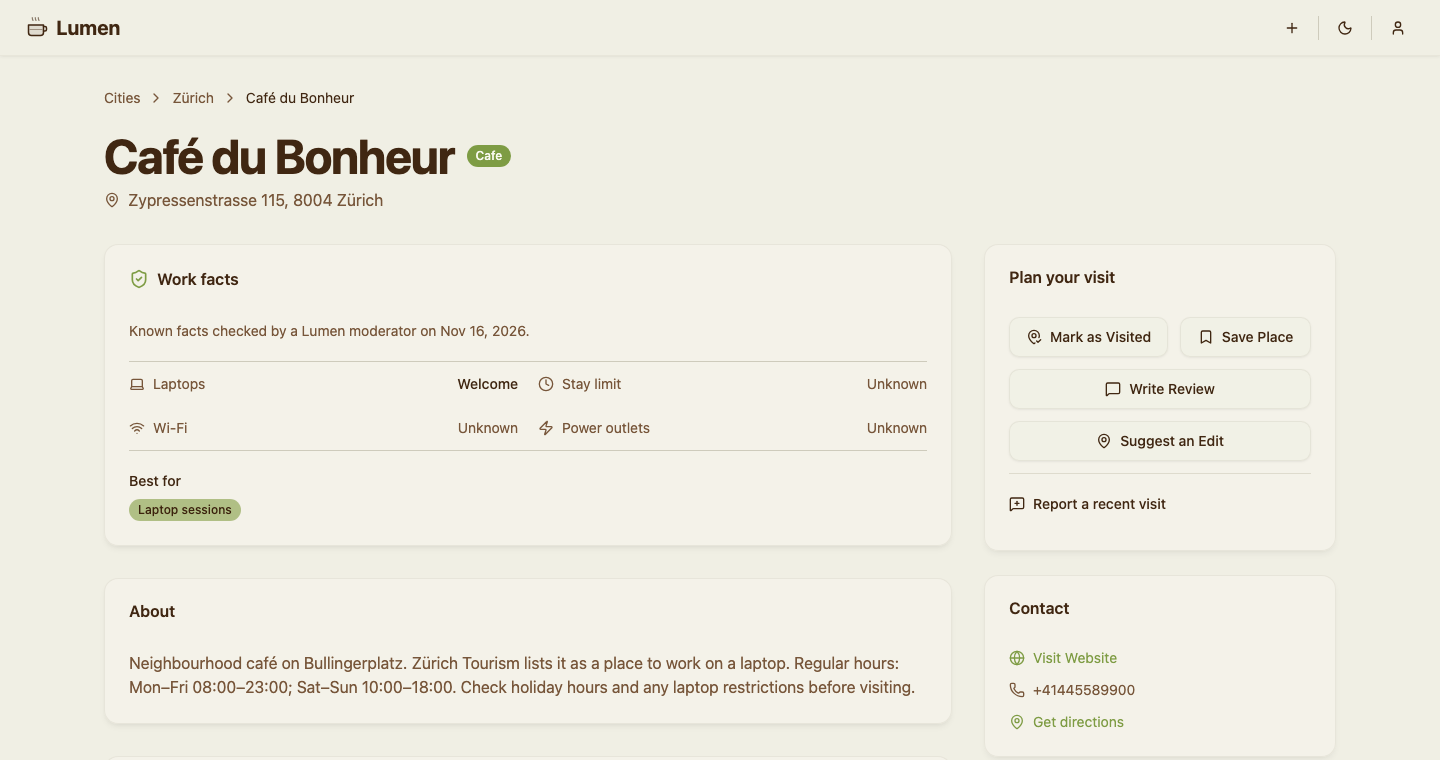 Lumen
Cities > Zürich > Café du Bonheur
Café du Bonheur Cafe
Zypressenstrasse 115, 8004 Zürich
Work facts
Known facts checked by a Lumen moderator on Nov 16, 2026.
Laptops Welcome Stay limit Unknown
Wi-Fi Unknown Power outlets Unknown
Best for
Laptop sessions
About
Neighbourhood café on Bullingerplatz. Zürich Tourism lists it as a place to work on a laptop. Regular hours:
Mon–Fri 08:00–23:00; Sat–Sun 10:00–18:00. Check holiday hours and any laptop restrictions before visiting.
Plan your visit
Mark as Visited Save Place
Write Review
Suggest an Edit
Report a recent visit
Contact
Visit Website
+41445589900
Get directions